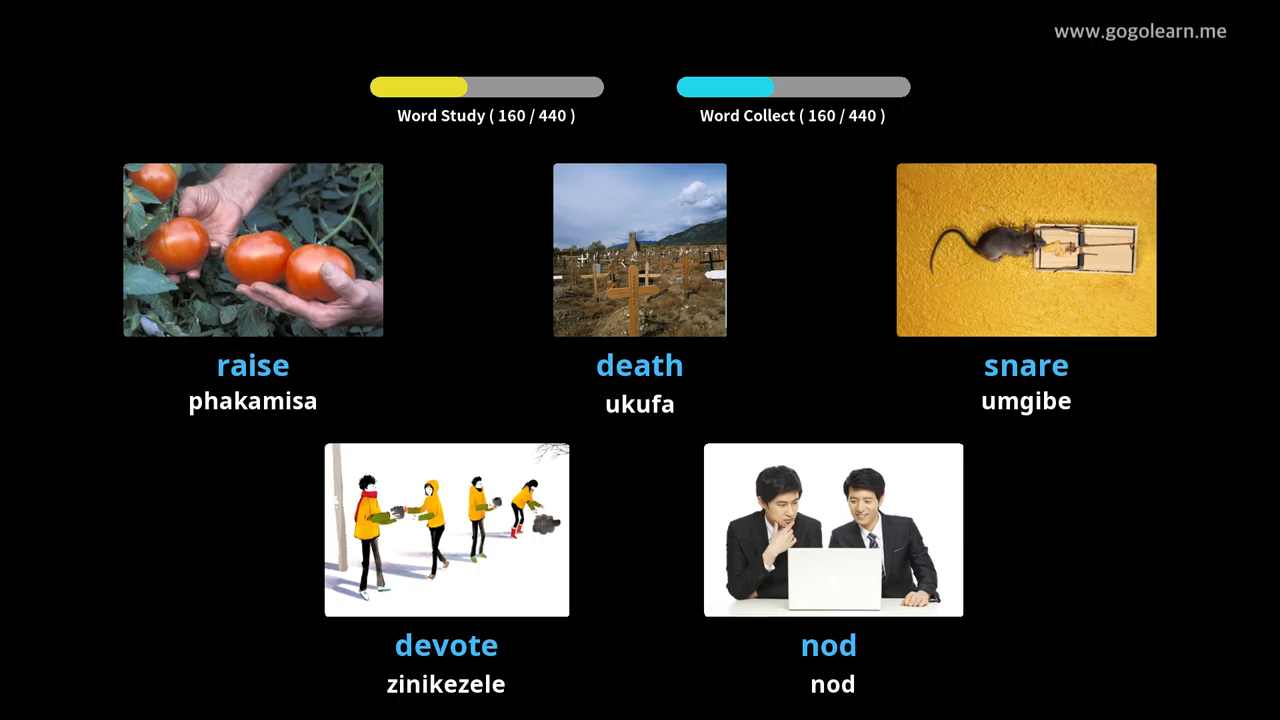 www.gogolearn.me
Word Study ( 160 / 440 )
Word Collect ( 160 / 440 )
raise
phakamisa
death
ukufa
snare
umgibe
devote
zinikezele
nod
nod